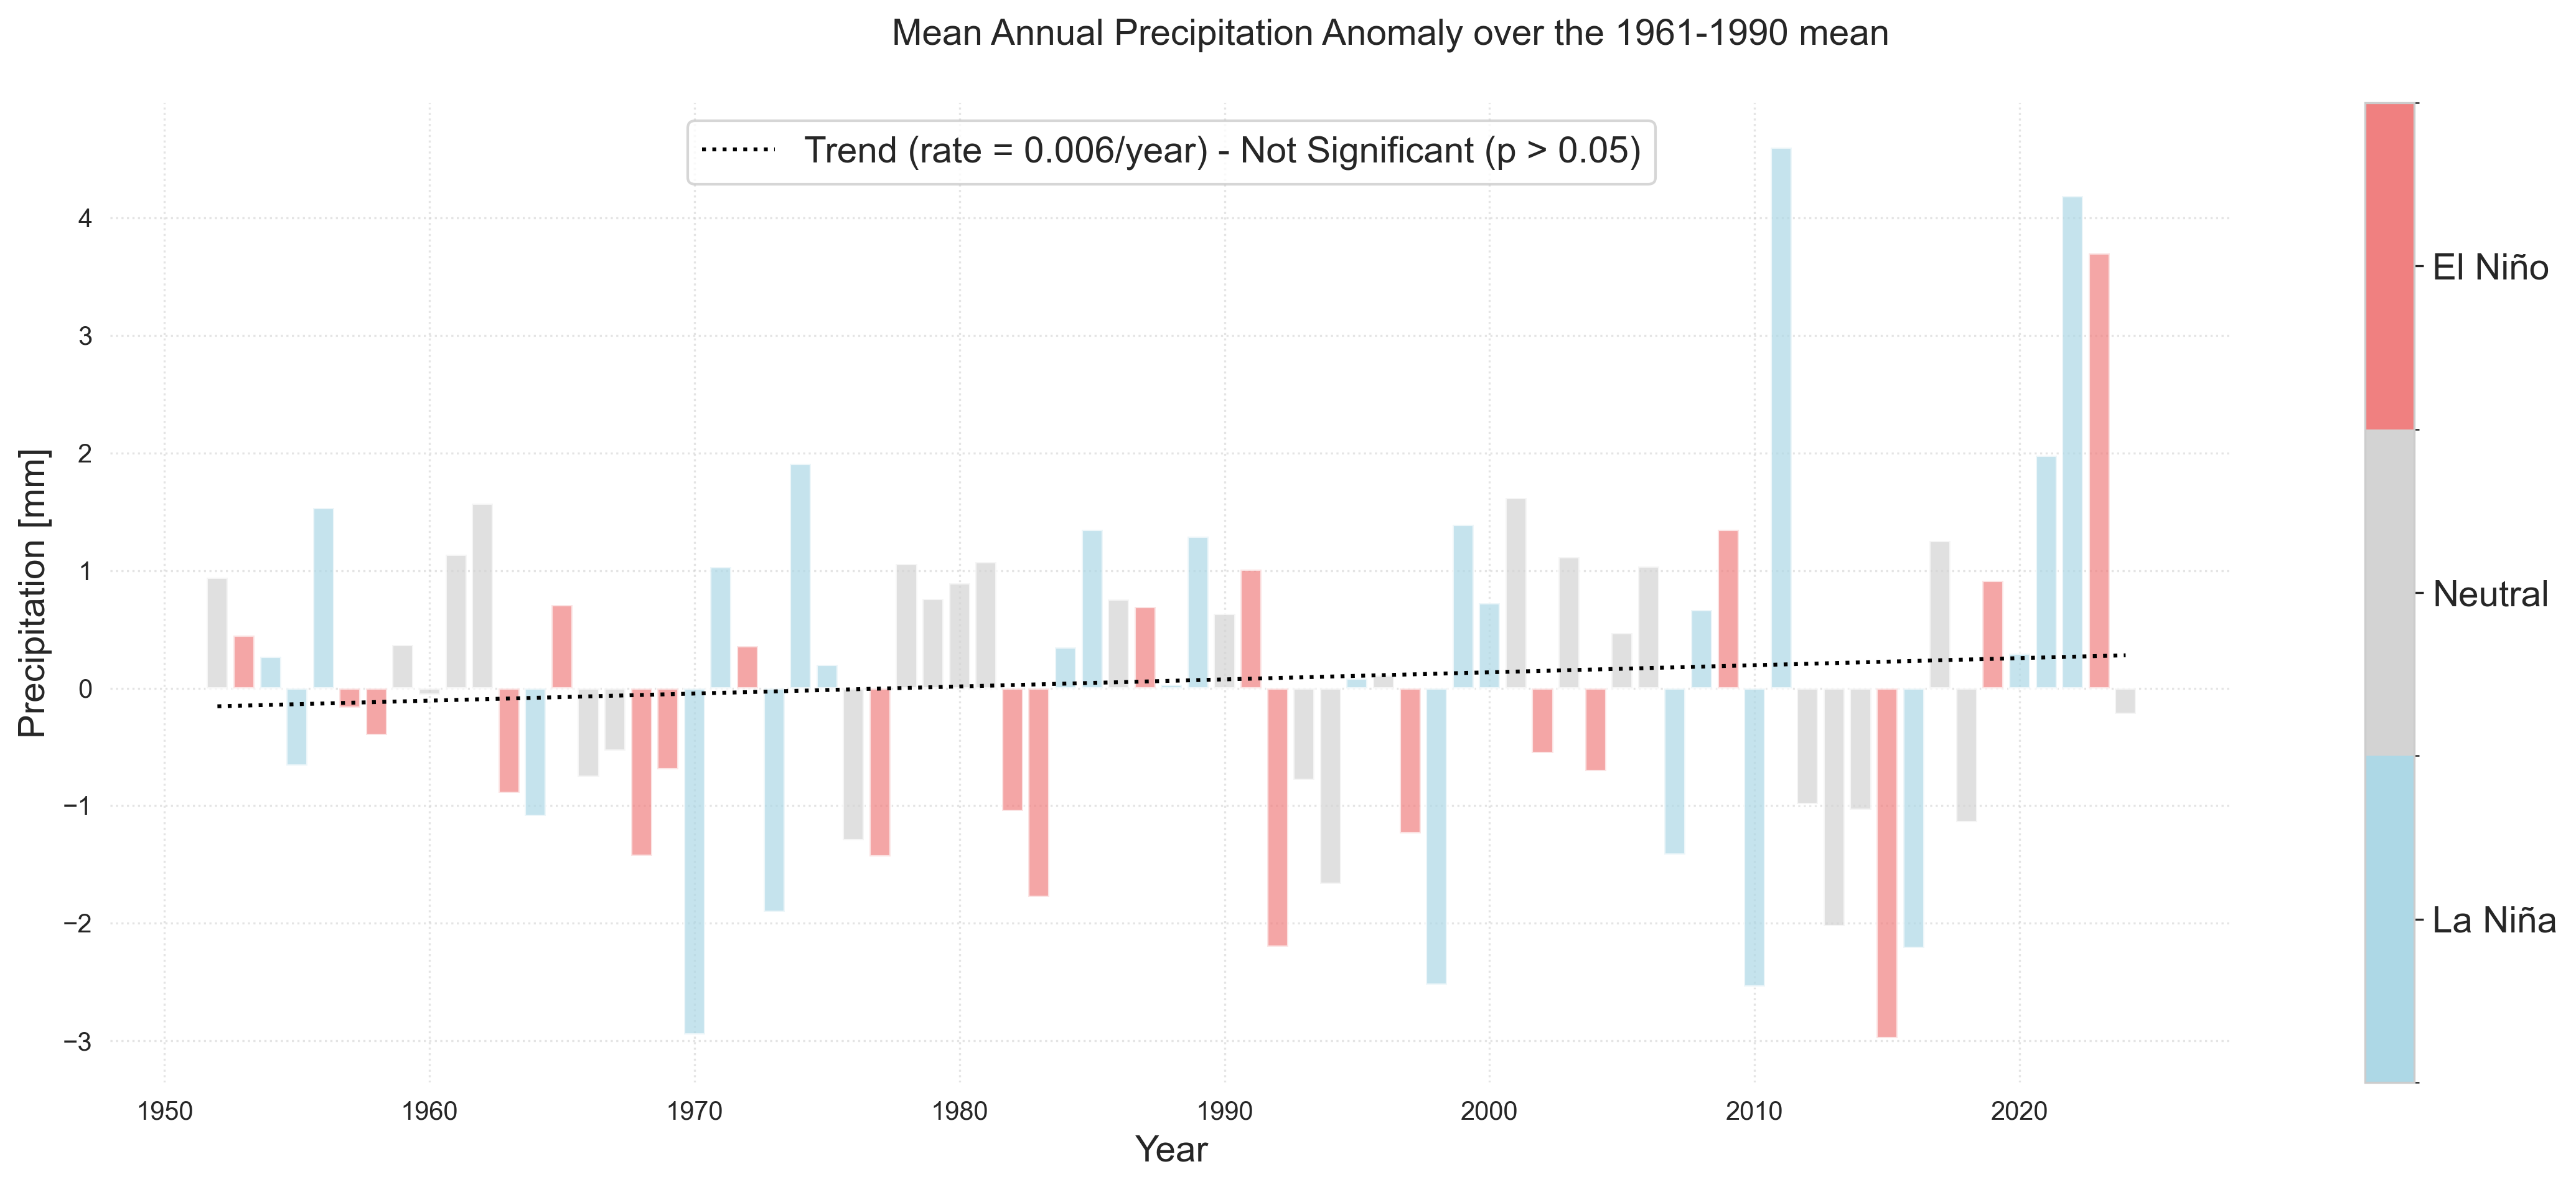 Mean Annual Precipitation Anomaly over the 1961-1990 mean
Trend (rate = 0.006/year) - Not Significant (p > 0.05)
Precipitation [mm]
4
3
2
1
0
−1
−2
−3
1950
1960
1970
1980
1990
2000
2010
2020
Year
El Niño
Neutral
La Niña